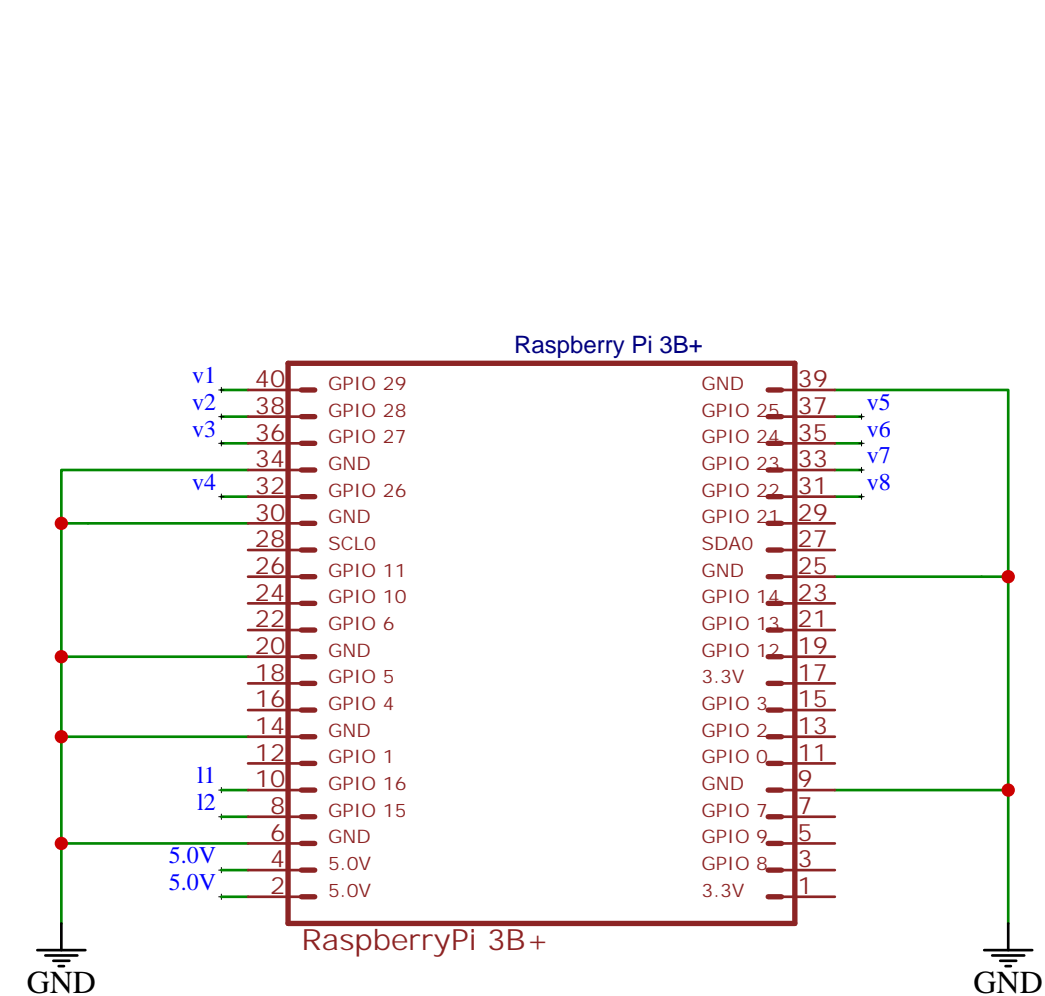 Raspberry Pi 3B+
v1 40 GPIO 29 GND 39
v2 38 GPIO 28 GPIO 25 37 v5
v3 36 GPIO 27 GPIO 24 35 v6
34 GND GPIO 23 33 v7
v4 32 GPIO 26 GPIO 22 31 v8
30 GND GPIO 21 29
28 SCL0 SDA0 27
26 GPIO 11 GND 25
24 GPIO 10 GPIO 14 23
22 GPIO 6 GPIO 13 21
20 GND GPIO 12 19
18 GPIO 5 3.3V 17
16 GPIO 4 GPIO 3 15
14 GND GPIO 2 13
12 GPIO 1 GPIO 0 11
l1 10 GPIO 16 GND 9
l2 8 GPIO 15 GPIO 7 7
6 GND GPIO 9 5
5.0V 4 5.0V GPIO 8 3
5.0V 2 5.0V 3.3V 1
RaspberryPi 3B+
GND GND